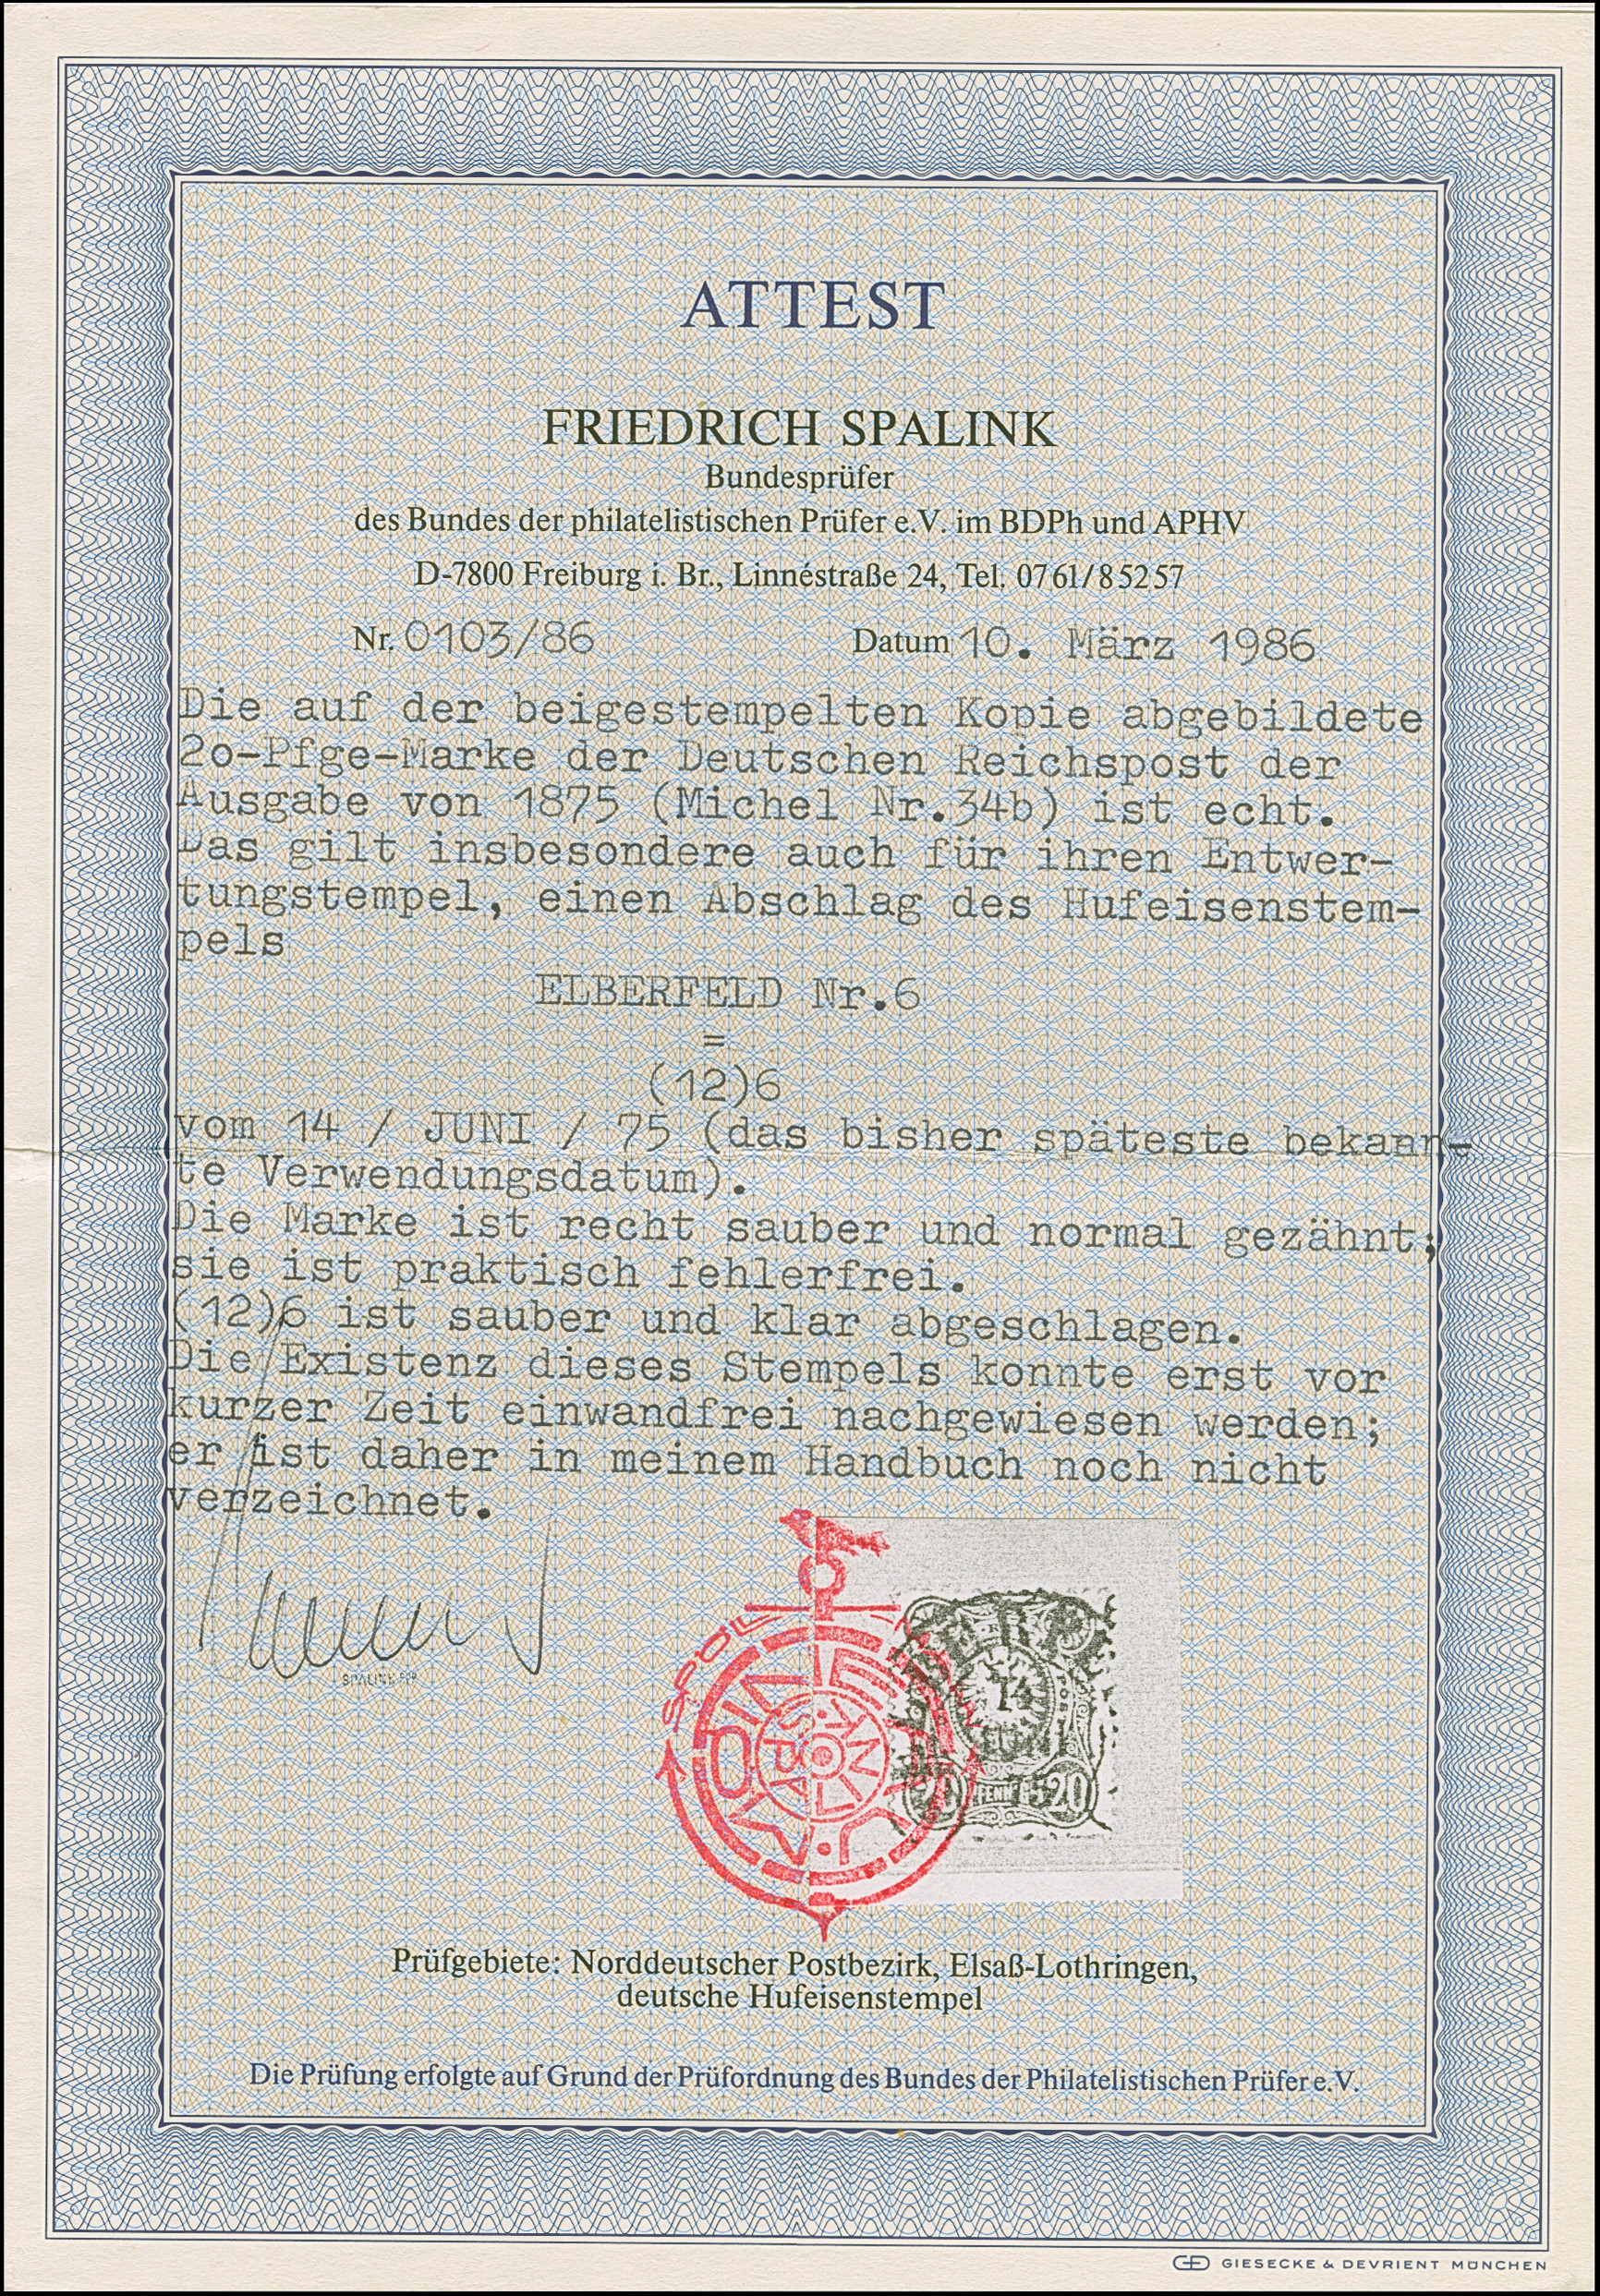 ATTEST
FRIEDRICH SPALINK
Bundesprüfer
des Bundes der philatelistischen Prüfer e.V. im BDPh und APHV
D-7800 Freiburg i. Br., Linnéstraße 24, Tel. 0761/85257
Nr. 0103/86 Datum 10. März 1986
Die auf der beigestempelten Kopie abgebildete
2o-Pfge-Marke der Deutschen Reichspost der
Ausgabe von 1875 (Michel Nr.34b) ist echt.
Das gilt insbesondere auch für ihren Entwer-
tungstempel, einen Abschlag des Hufeisenstem-
pels
ELBERFELD Nr.6
=
(12)6
vom 14 / JUNI / 75 (das bisher späteste bekann-
te Verwendungsdatum).
Die Marke ist recht sauber und normal gezähnt;
sie ist praktisch fehlerfrei.
(12)6 ist sauber und klar abgeschlagen.
Die Existenz dieses Stempels konnte erst vor
kurzer Zeit einwandfrei nachgewiesen werden;
er ist daher in meinem Handbuch noch nicht
verzeichnet.
SPALINK BPP
14
20
Prüfgebiete: Norddeutscher Postbezirk, Elsaß-Lothringen,
deutsche Hufeisenstempel
Die Prüfung erfolgte auf Grund der Prüfordnung des Bundes der Philatelistischen Prüfer e.V.
GIESECKE & DEVRIENT MÜNCHEN